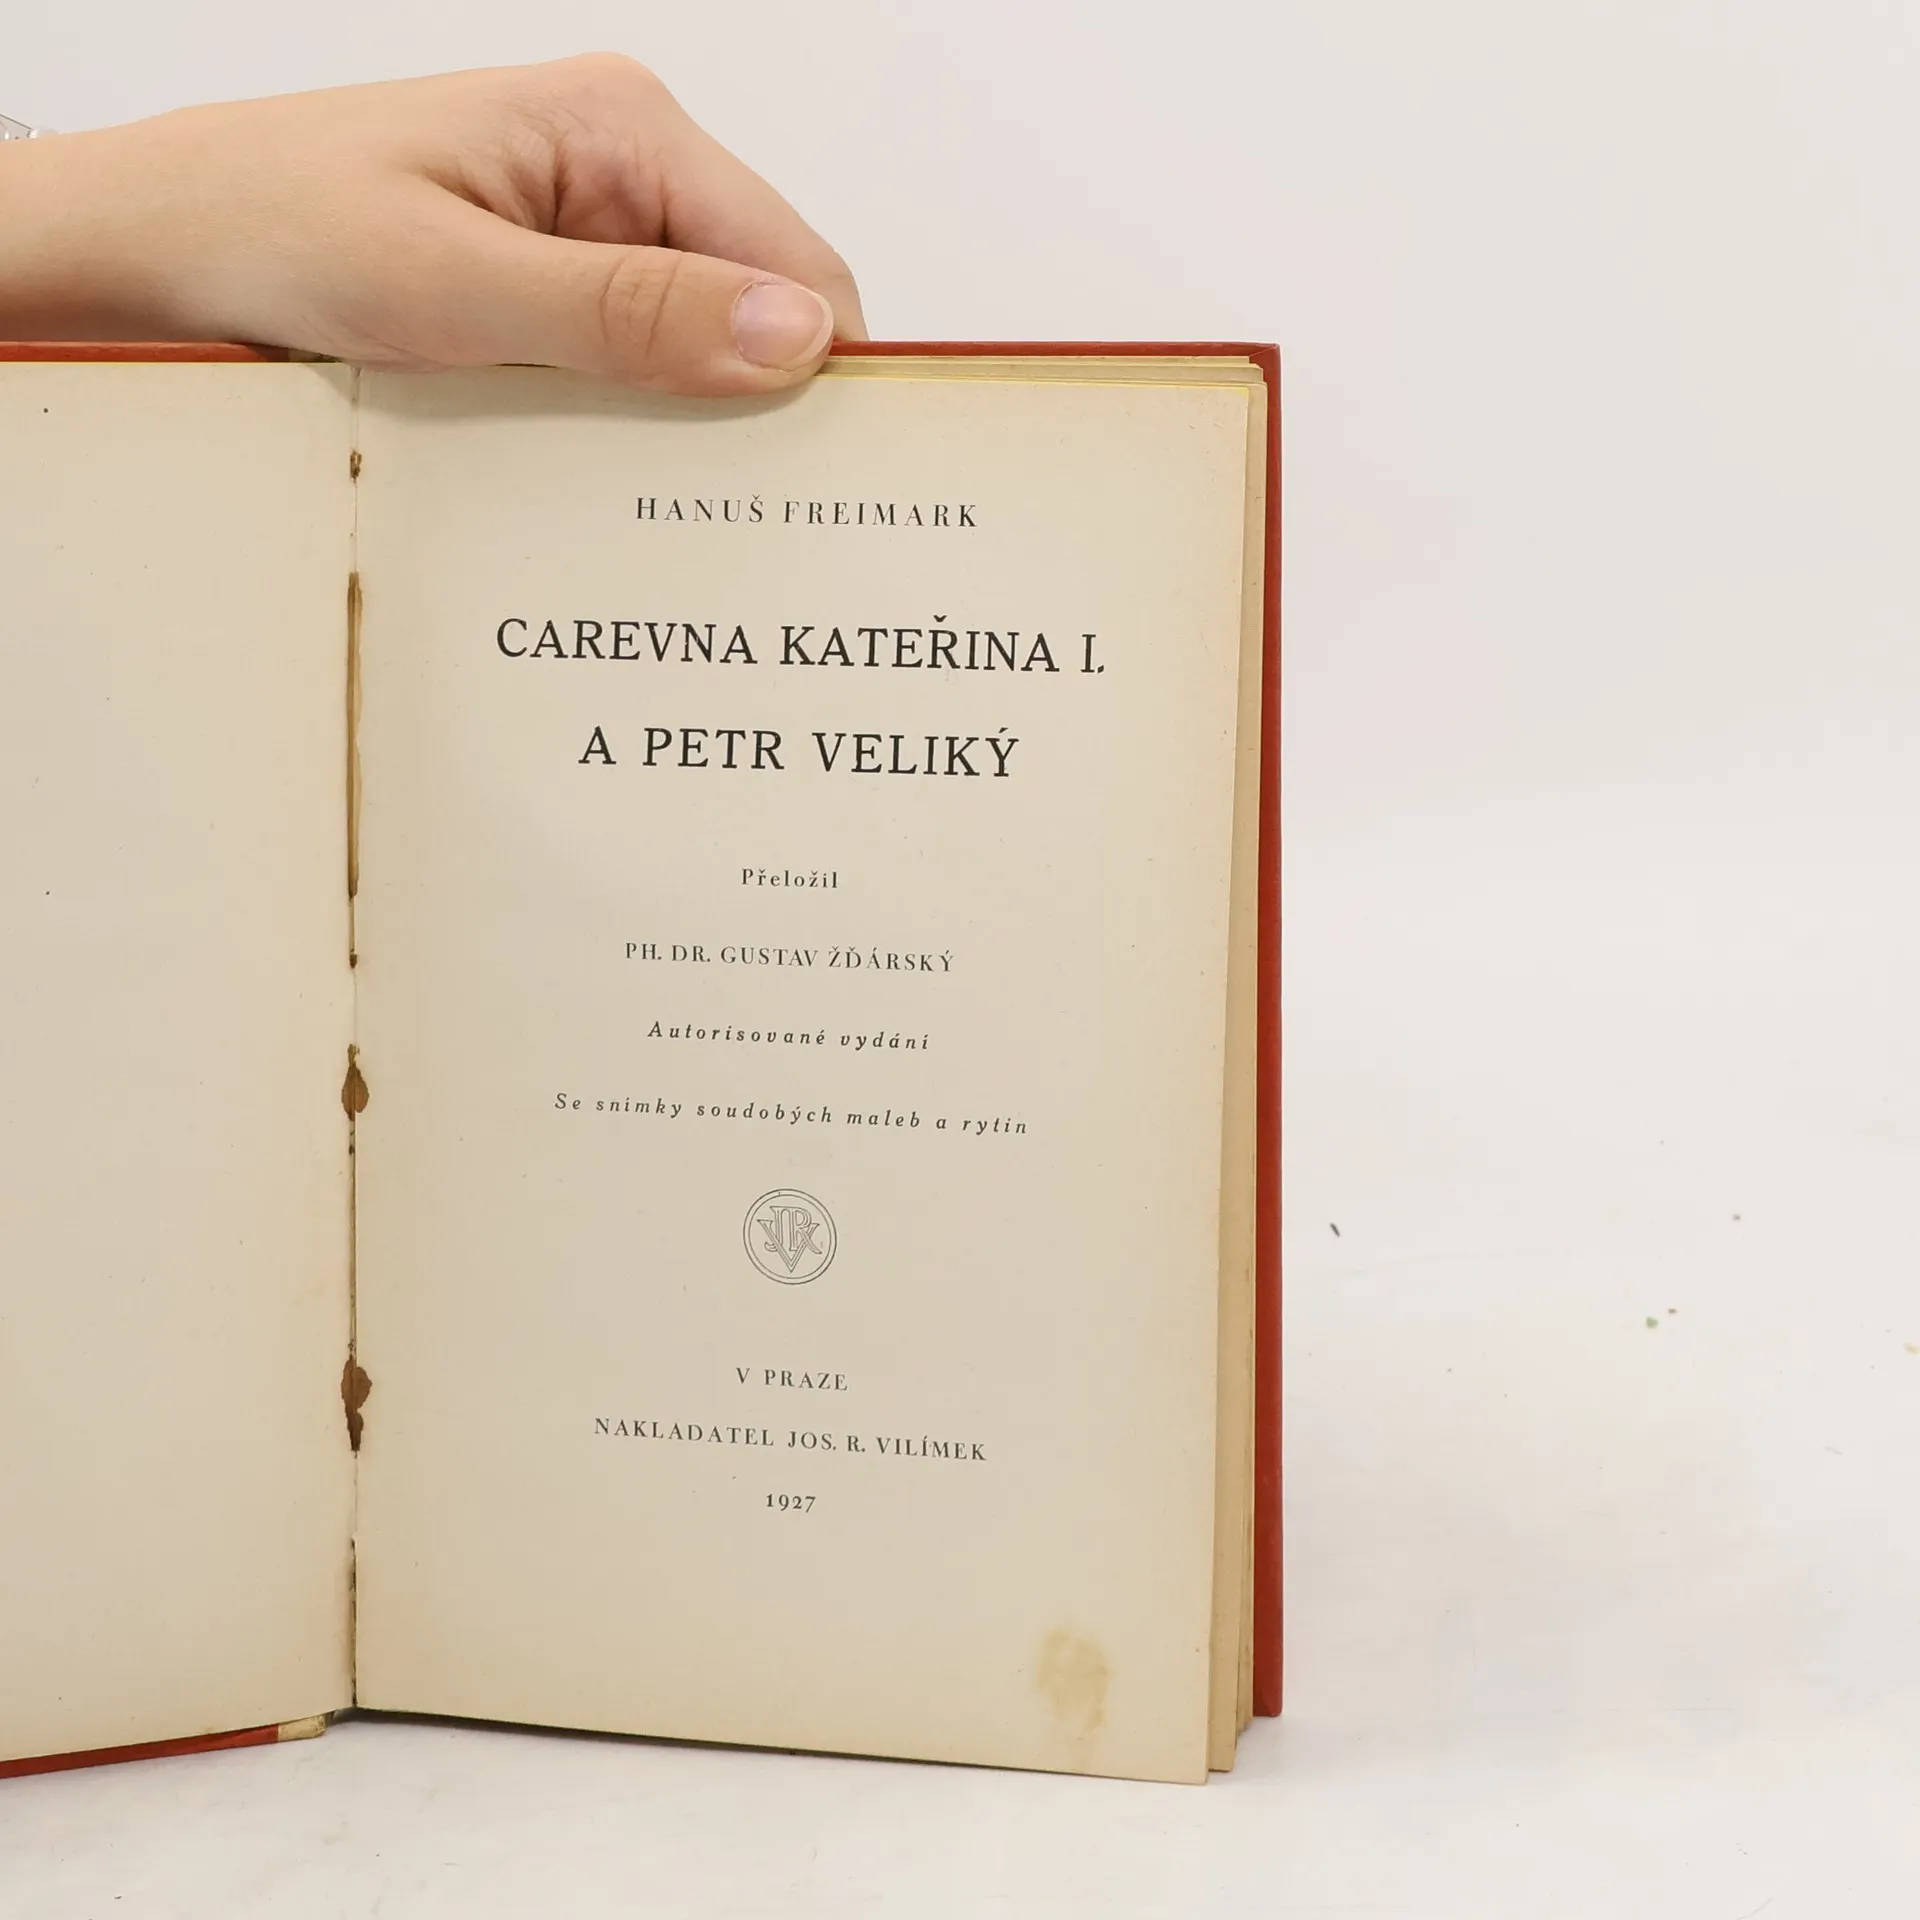 HANUŠ FREIMARK
CAREVNA KATEŘINA I.
A PETR VELIKÝ
Přeložil
PH. DR. GUSTAV ŽĎÁRSKÝ
Autorisované vydání
Se snímky soudobých maleb a rytin
JRV
V PRAZE
NAKLADATEL JOS. R. VILÍMEK
1927